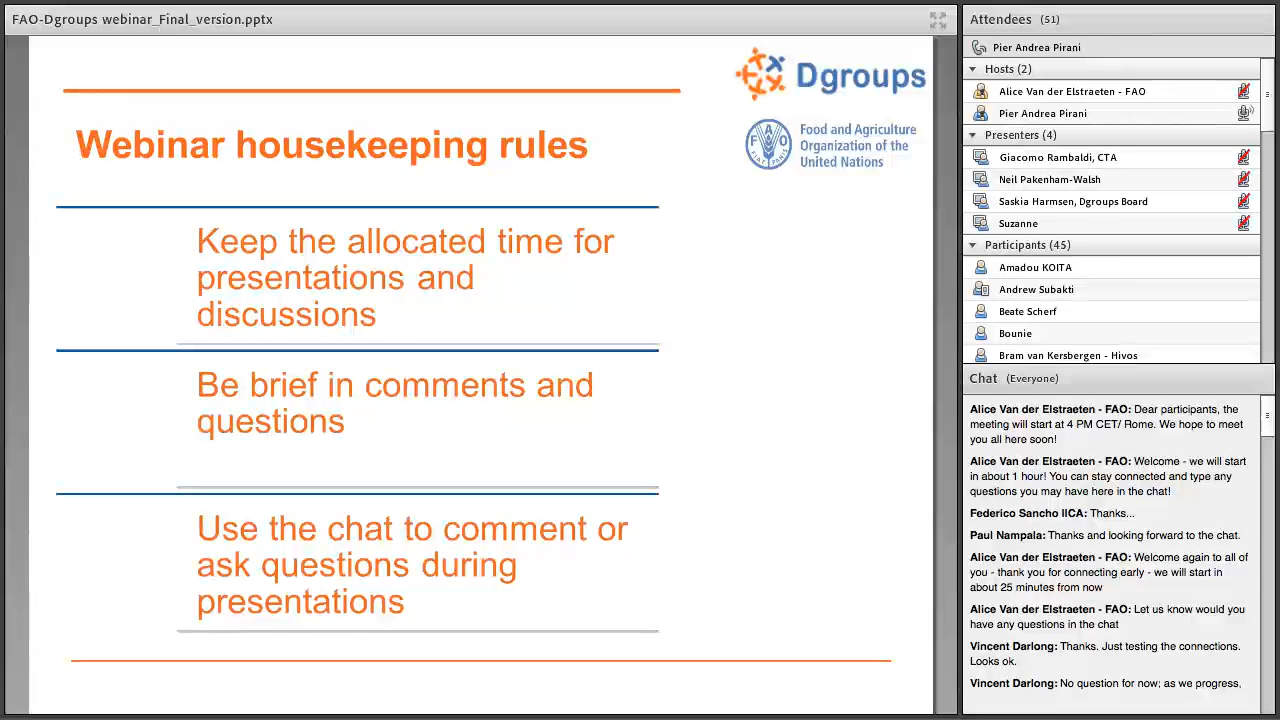 FAO-Dgroups webinar_Final_version.pptx
Dgroups
Food and Agriculture
Organization of the
United Nations
FAO
FIAT PANIS
Webinar housekeeping rules
Keep the allocated time for
presentations and
discussions
Be brief in comments and
questions
Use the chat to comment or
ask questions during
presentations
Attendees (51)
Pier Andrea Pirani
Hosts (2)
Alice Van der Elstraeten - FAO
Pier Andrea Pirani
Presenters (4)
Giacomo Rambaldi, CTA
Neil Pakenham-Walsh
Saskia Harmsen, Dgroups Board
Suzanne
Participants (45)
Amadou KOITA
Andrew Subakti
Beate Scherf
Bounie
Bram van Kersbergen - Hivos
Chat (Everyone)
Alice Van der Elstraeten - FAO: Dear participants, the
meeting will start at 4 PM CET/ Rome. We hope to meet
you all here soon!
Alice Van der Elstraeten - FAO: Welcome - we will start
in about 1 hour! You can stay connected and type any
questions you may have here in the chat!
Federico Sancho IICA: Thanks...
Paul Nampala: Thanks and looking forward to the chat.
Alice Van der Elstraeten - FAO: Welcome again to all of
you - thank you for connecting early - we will start in
about 25 minutes from now
Alice Van der Elstraeten - FAO: Let us know would you
have any questions in the chat
Vincent Darlong: Thanks. Just testing the connections.
Looks ok.
Vincent Darlong: No question for now; as we progress,